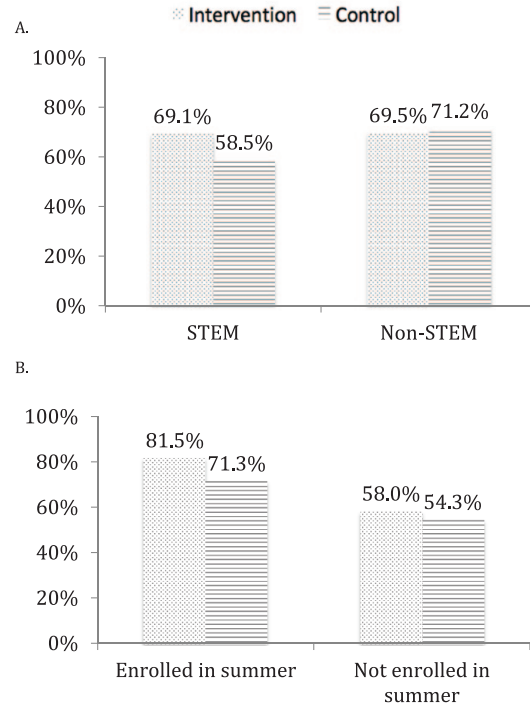 Intervention Control
A.
100%
80%
60%
40%
20%
0%
69.1%
58.5%
69.5%
71.2%
STEM
Non-STEM
B.
100%
80%
60%
40%
20%
0%
81.5%
71.3%
58.0%
54.3%
Enrolled in summer
Not enrolled in
summer